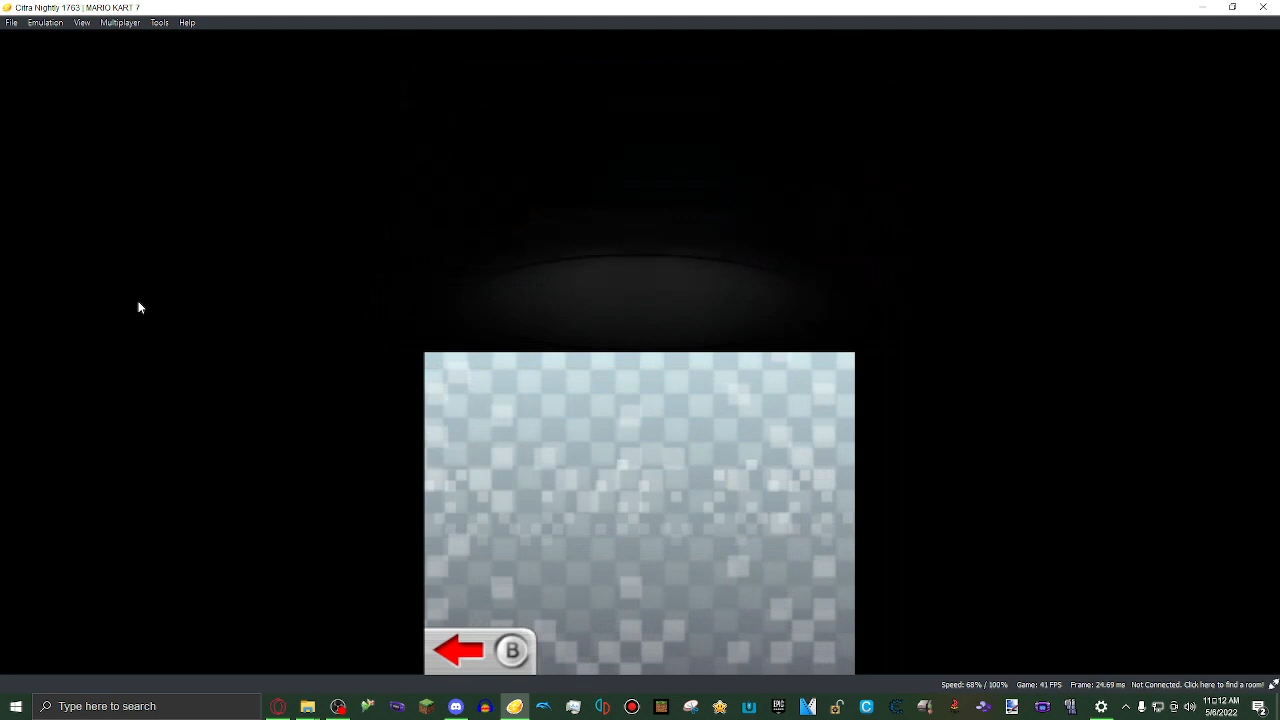 Citra Nightly 1763 | MARIO KART 7
File Emulation View Multiplayer Tools Help
B
Speed: 68% / 100% Game: 41 FPS Frame: 24.69 ms Not Connected. Click here to find a room!
Type here to search
11:12 AM
5/6/2022